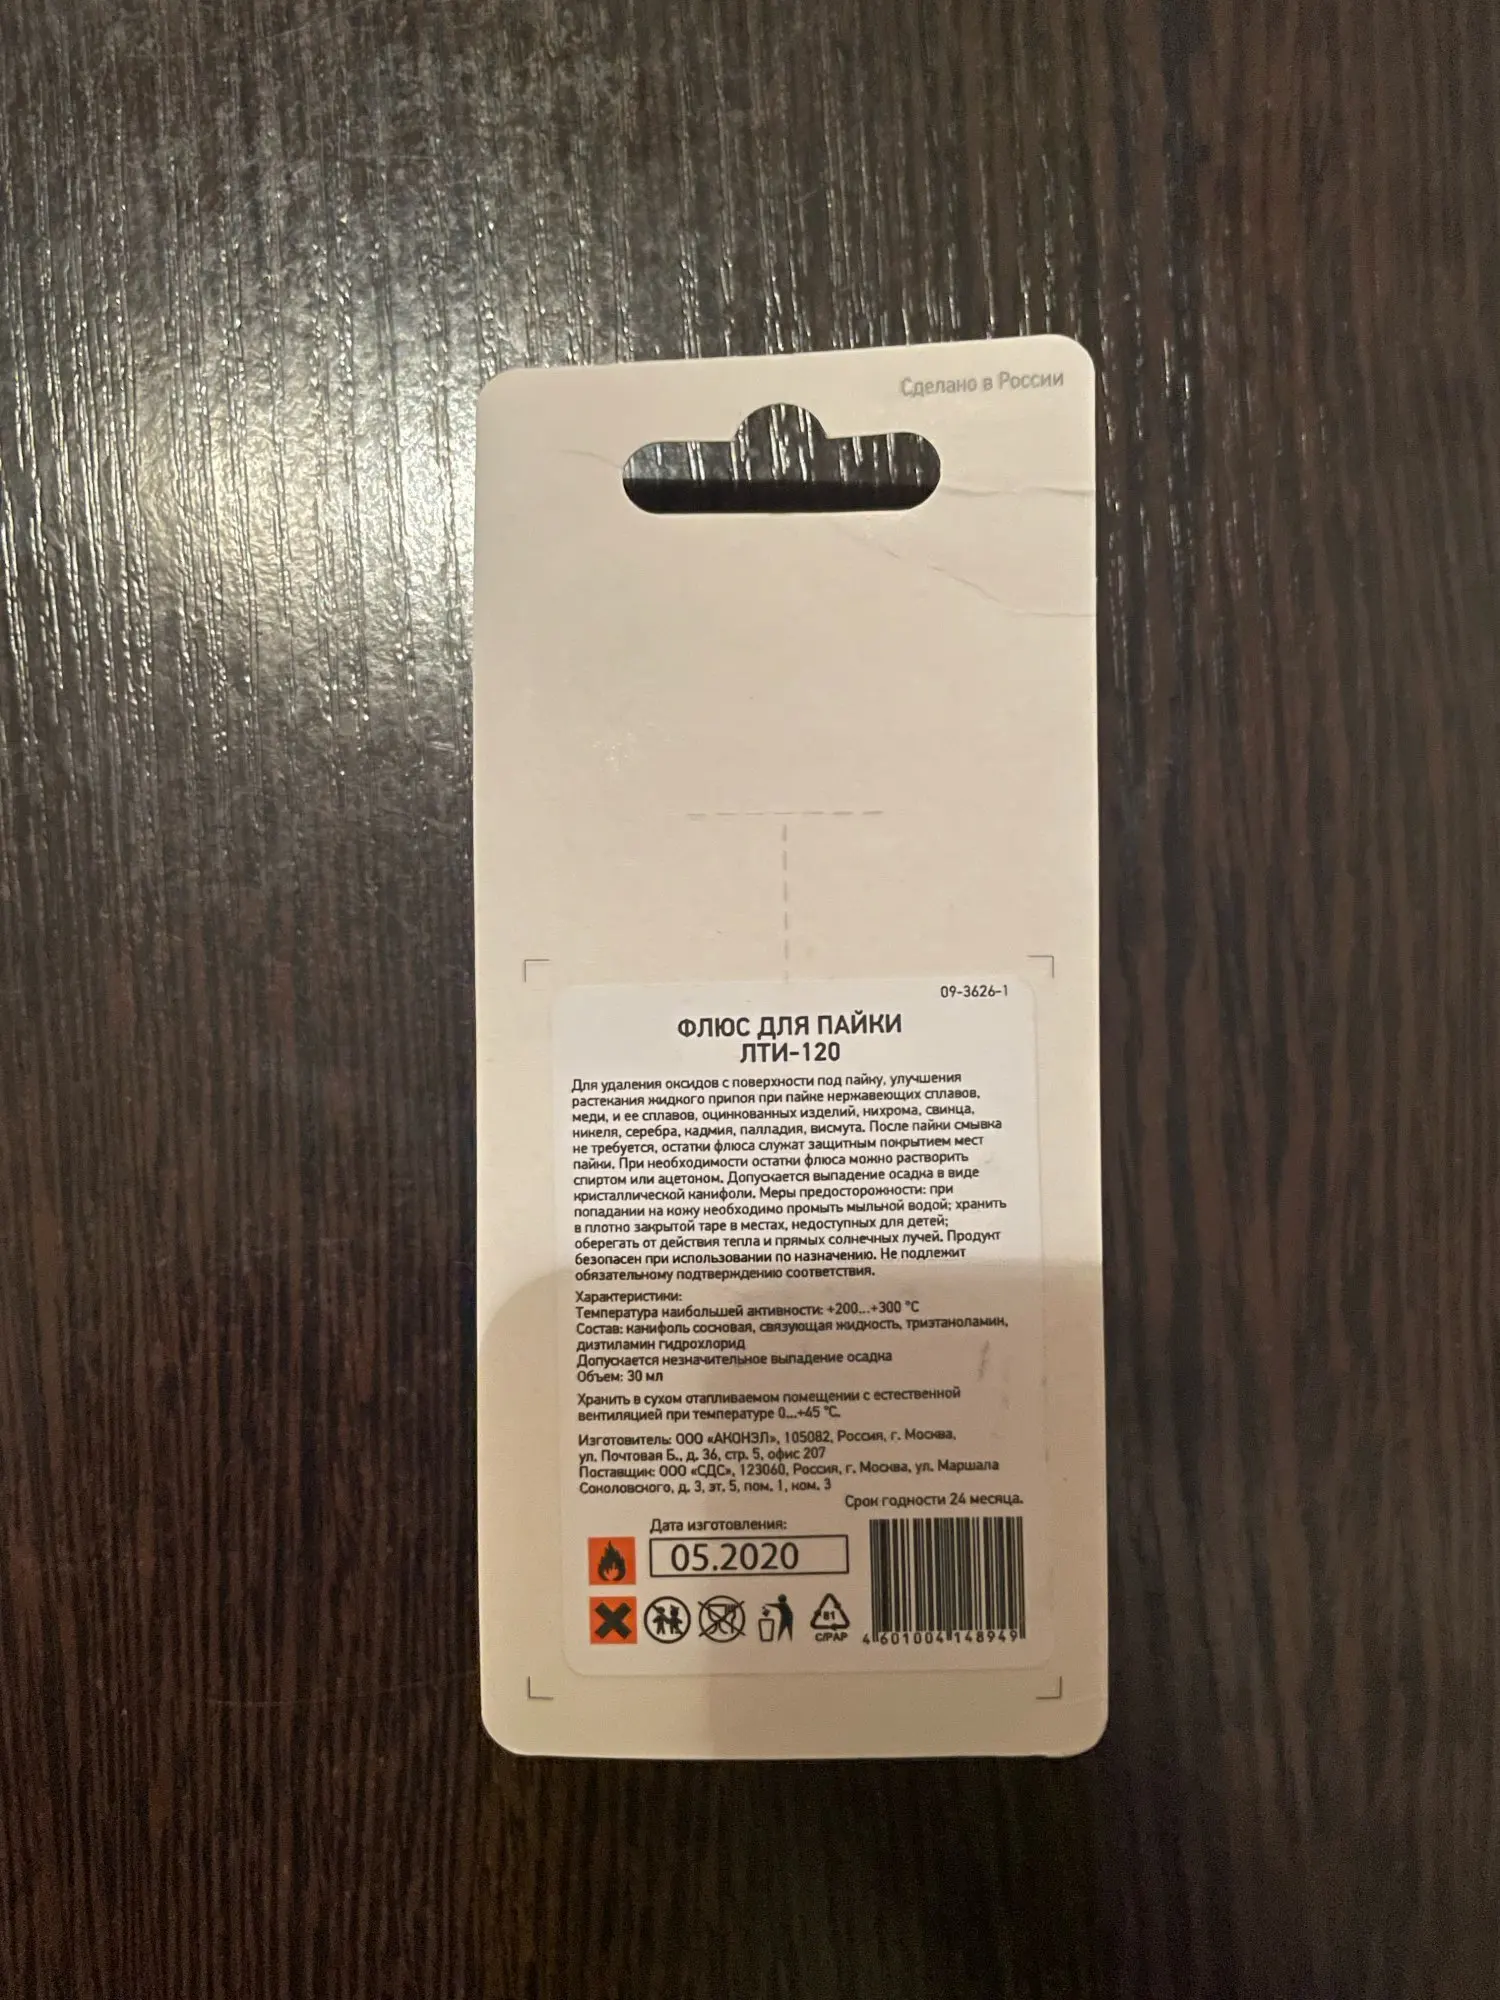 Сделано в России
09-3626-1
ФЛЮС ДЛЯ ПАЙКИ
ЛТИ-120
Для удаления оксидов с поверхности под пайку, улучшения
растекания жидкого припоя при пайке нержавеющих сплавов,
меди, и ее сплавов, оцинкованных изделий, нихрома, свинца,
никеля, серебра, кадмия, палладия, висмута. После пайки смывка
не требуется, остатки флюса служат защитным покрытием мест
пайки. При необходимости остатки флюса можно растворить
спиртом или ацетоном. Допускается выпадение осадка в виде
кристаллической канифоли. Меры предосторожности: при
попадании на кожу необходимо промыть мыльной водой; хранить
в плотно закрытой таре в местах, недоступных для детей;
оберегать от действия тепла и прямых солнечных лучей. Продукт
безопасен при использовании по назначению. Не подлежит
обязательному подтверждению соответствия.
Характеристики:
Температура наибольшей активности: +200...+300 °C
Состав: канифоль сосновая, связующая жидкость, триэтаноламин,
диэтиламин гидрохлорид
Допускается незначительное выпадение осадка
Объем: 30 мл
Хранить в сухом отапливаемом помещении с естественной
вентиляцией при температуре 0...+45 °C.
Изготовитель: ООО «АКОНЭЛ», 105082, Россия, г. Москва,
ул. Почтовая Б., д. 36, стр. 5, офис 207
Поставщик: ООО «СДС», 123060, Россия, г. Москва, ул. Маршала
Соколовского, д. 3, эт. 5, пом. 1, ком. 3
Срок годности 24 месяца.
Дата изготовления:
05.2020
81
C/PAP
4 601004 148949